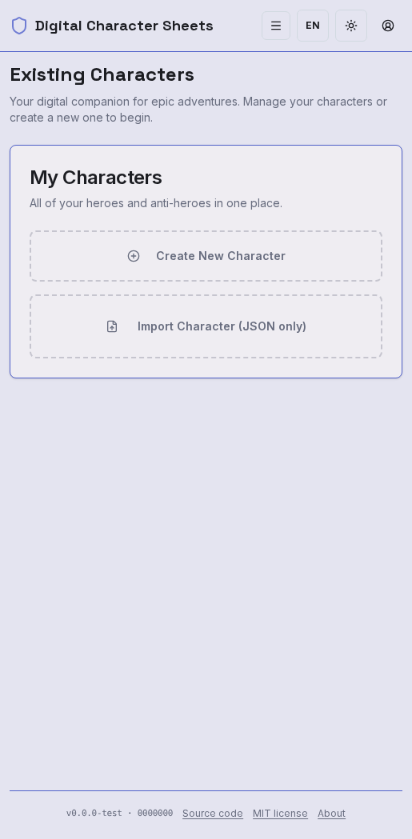 Digital Character Sheets
EN
Existing Characters
Your digital companion for epic adventures. Manage your characters or
create a new one to begin.
My Characters
All of your heroes and anti-heroes in one place.
Create New Character
Import Character (JSON only)
v0.0.0-test · 0000000 Source code MIT license About